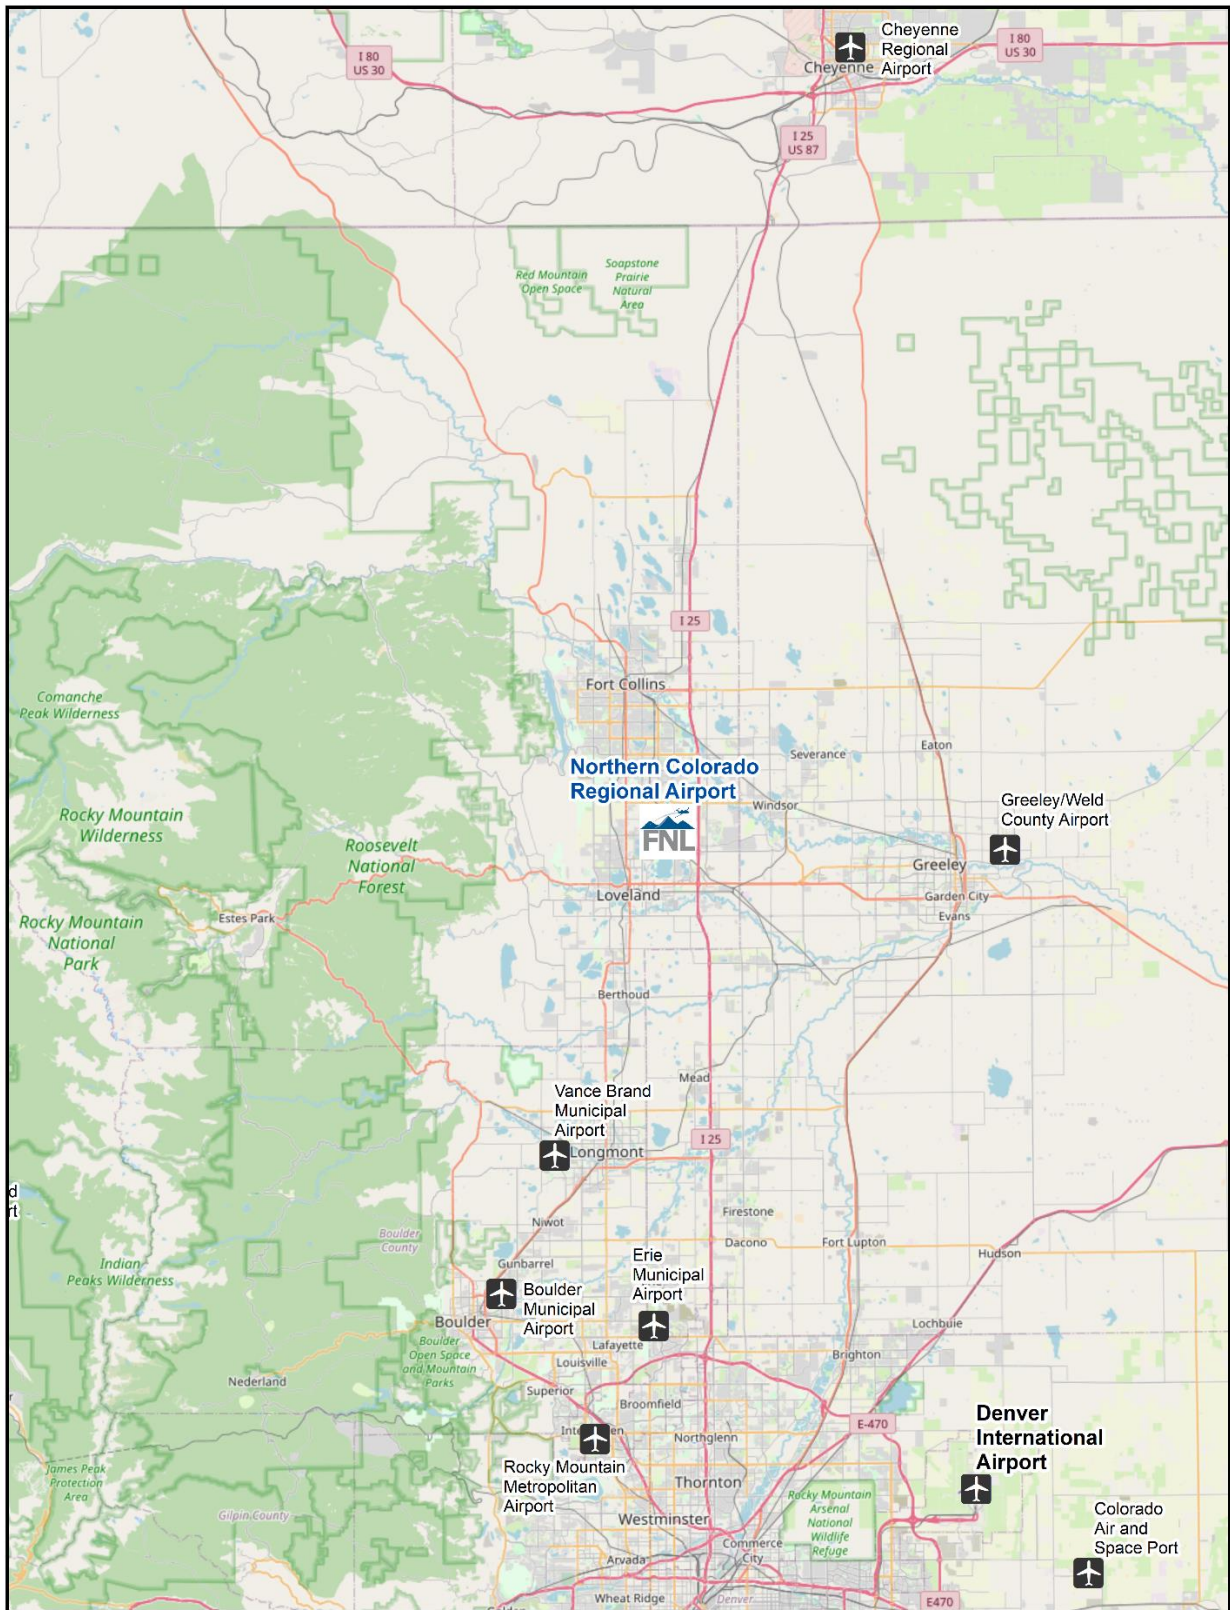 Cheyenne
Regional
Airport
I 80
US 30
I 80
US 30
Cheyenne
I 25
US 87
Red Mountain
Open Space
Soapstone
Prairie
Natural
Area
I 25
Fort Collins
Comanche
Peak Wilderness
Severance
Eaton
Northern Colorado
Regional Airport
FNL
Windsor
Greeley/Weld
County Airport
Rocky Mountain
Wilderness
Roosevelt
National
Forest
Greeley
Loveland
Garden City
Evans
Estes Park
Rocky Mountain
National
Park
Berthoud
Mead
Vance Brand
Municipal
Airport
Longmont
I 25
d
rt
Niwot
Firestone
Boulder
County
Dacono
Fort Lupton
Hudson
Indian
Peaks Wilderness
Gunbarrel
Erie
Municipal
Airport
Boulder
Municipal
Airport
Boulder
Lochbuie
Boulder
Open Space
and Mountain
Parks
Lafayette
Louisville
Brighton
Nederland
Superior
r
Broomfield
E-470
Northglenn
Denver
International
Airport
Rocky Mountain
Metropolitan
Airport
James Peak
Protection
Area
Thornton
Rocky Mountain
Arsenal
National
Wildlife
Refuge
Gilpin County
Westminster
Colorado
Air and
Space Port
Commerce
City
Arvada
Wheat Ridge
Denver
E470